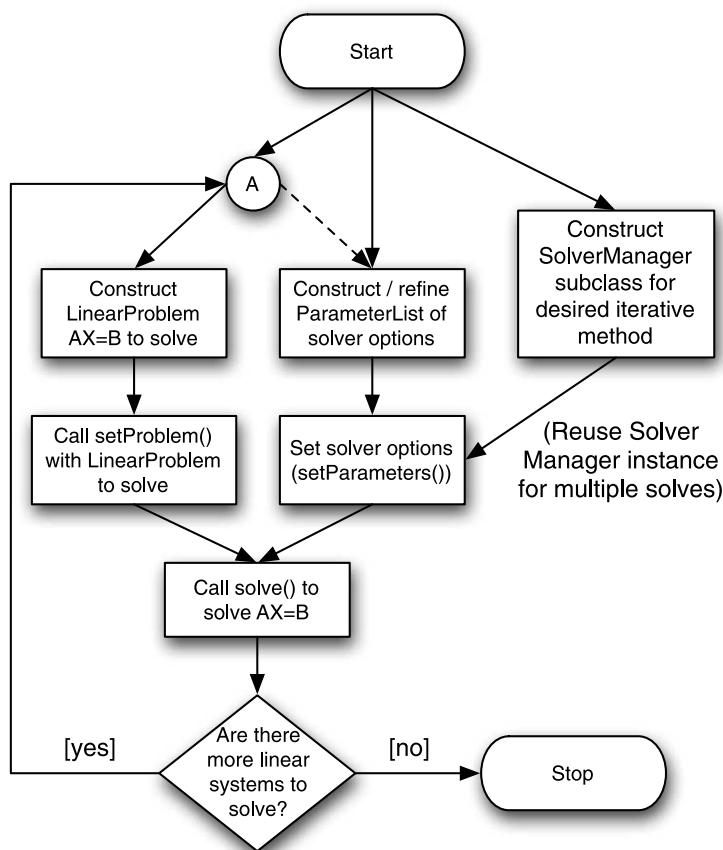 Start
A
Construct
LinearProblem
AX=B to solve
Construct / refine
ParameterList of
solver options
Construct
SolverManager
subclass for
desired iterative
method
Call setProblem()
with LinearProblem
to solve
Set solver options
(setParameters())
(Reuse Solver
Manager instance
for multiple solves)
Call solve() to
solve AX=B
Are there
more linear
systems to
solve?
[yes]
[no]
Stop